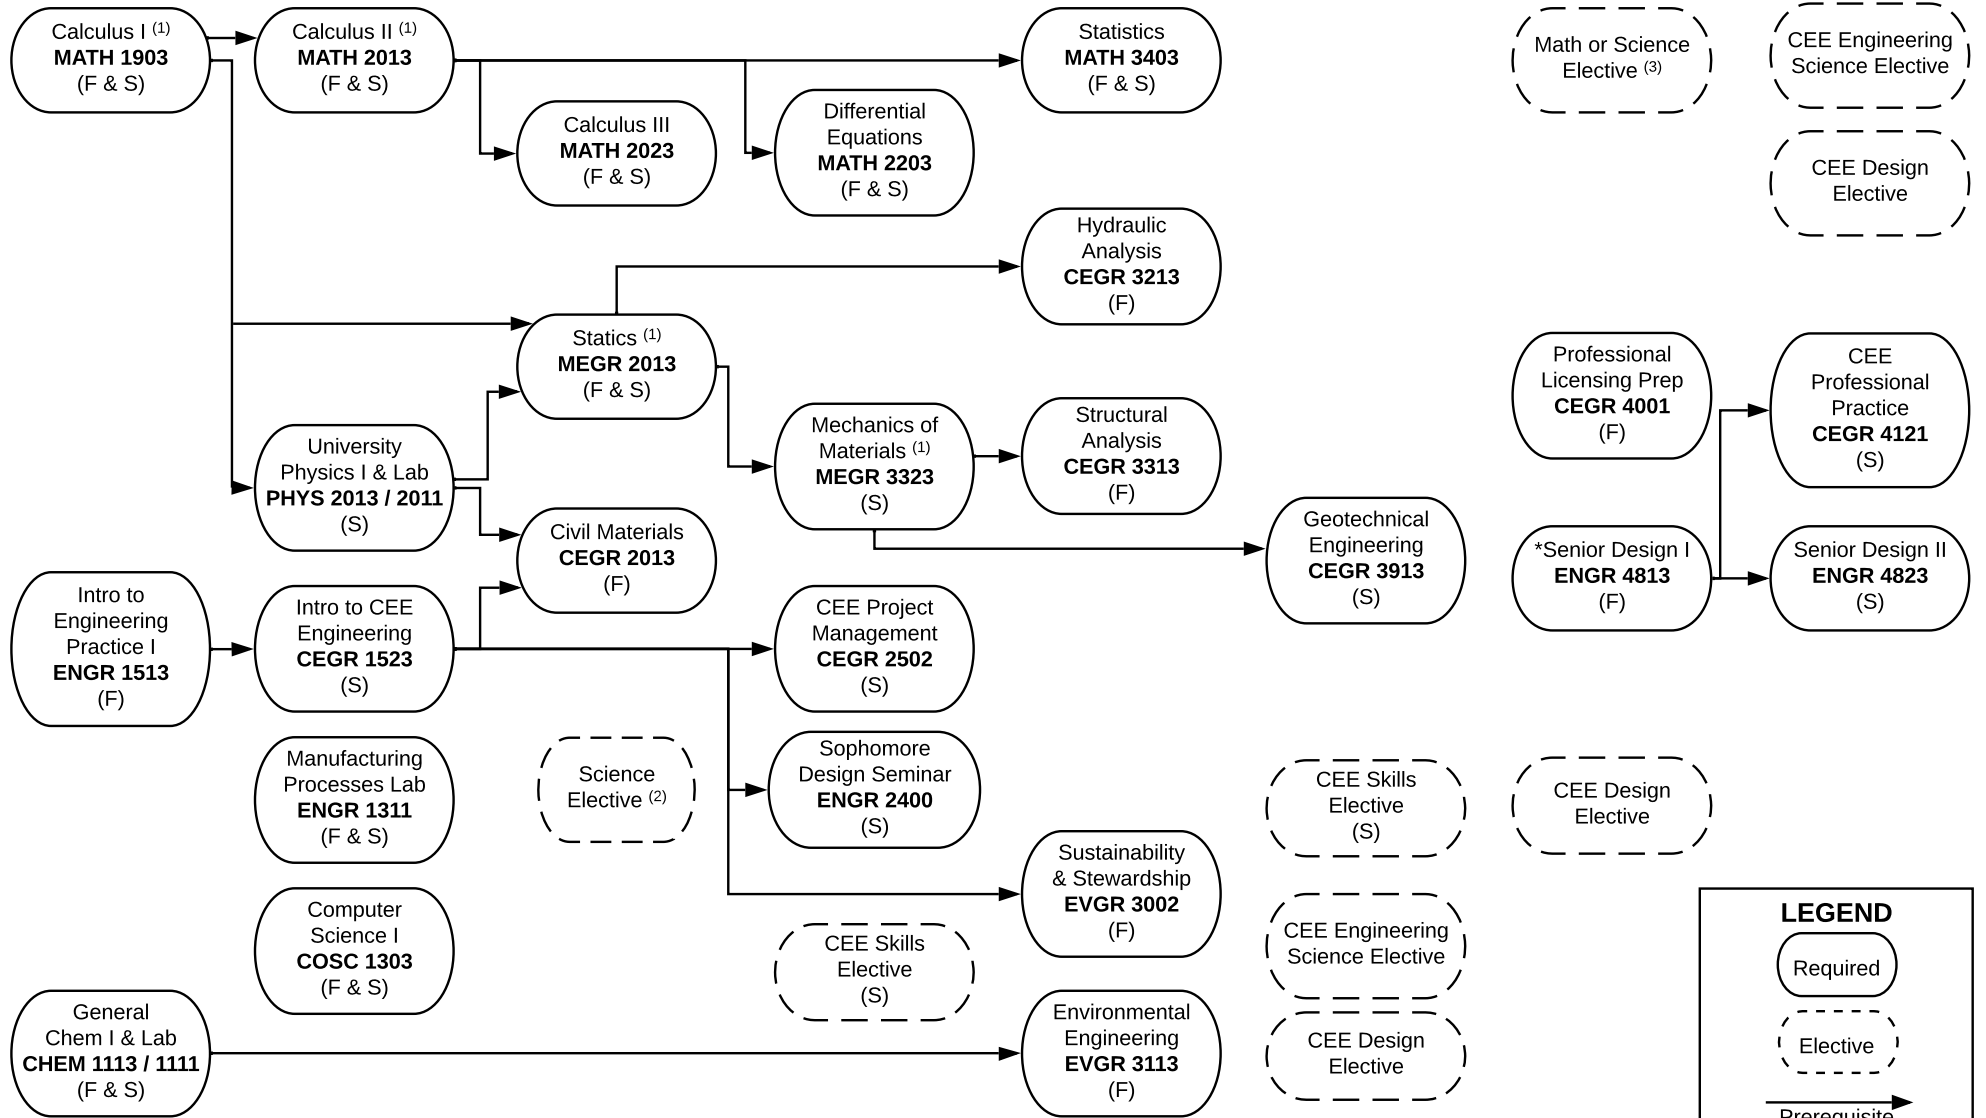 Calculus I (1)
MATH 1903
(F & S)
Calculus II (1)
MATH 2013
(F & S)
Statistics
MATH 3403
(F & S)
Math or Science
Elective (3)
CEE Engineering
Science Elective
Calculus III
MATH 2023
(F & S)
Differential
Equations
MATH 2203
(F & S)
CEE Design
Elective
Hydraulic
Analysis
CEGR 3213
(F)
Statics (1)
MEGR 2013
(F & S)
Professional
Licensing Prep
CEGR 4001
(F)
CEE
Professional
Practice
CEGR 4121
(S)
University
Physics I & Lab
PHYS 2013 / 2011
(S)
Mechanics of
Materials (1)
MEGR 3323
(S)
Structural
Analysis
CEGR 3313
(F)
Civil Materials
CEGR 2013
(F)
Geotechnical
Engineering
CEGR 3913
(S)
*Senior Design I
ENGR 4813
(F)
Senior Design II
ENGR 4823
(S)
Intro to
Engineering
Practice I
ENGR 1513
(F)
Intro to CEE
Engineering
CEGR 1523
(S)
CEE Project
Management
CEGR 2502
(S)
Manufacturing
Processes Lab
ENGR 1311
(F & S)
Science
Elective (2)
Sophomore
Design Seminar
ENGR 2400
(S)
CEE Skills
Elective
(S)
CEE Design
Elective
Computer
Science I
COSC 1303
(F & S)
CEE Skills
Elective
(S)
Sustainability
& Stewardship
EVGR 3002
(F)
CEE Engineering
Science Elective
General
Chem I & Lab
CHEM 1113 / 1111
(F & S)
Environmental
Engineering
EVGR 3113
(F)
CEE Design
Elective
LEGEND
Required
Elective
Prerequisite